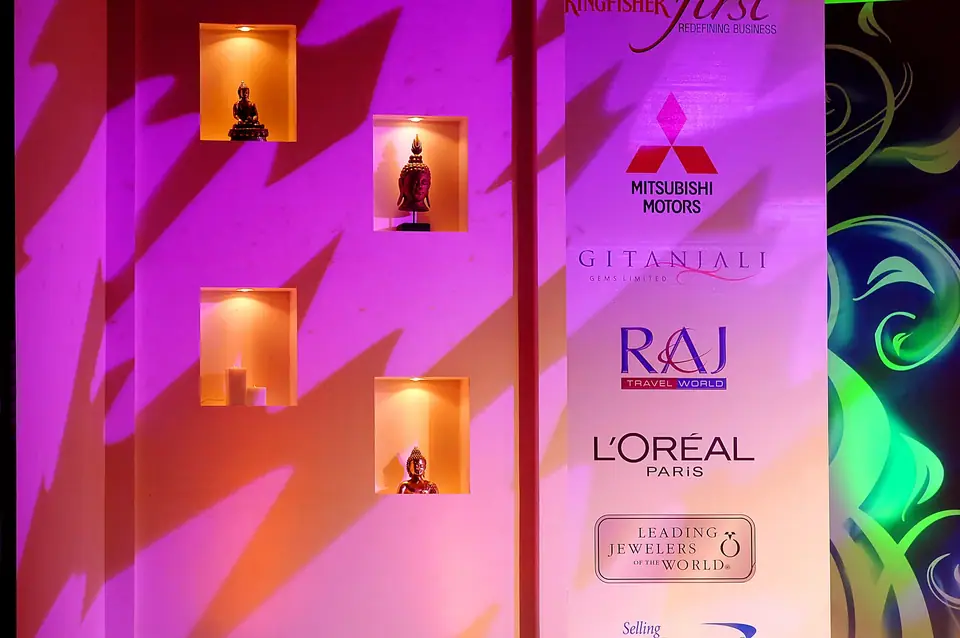 KINGFISHER first
REDEFINING BUSINESS
MITSUBISHI
MOTORS
GITANJALI
GEMS LIMITED
RAJ
TRAVEL WORLD
L'ORÉAL
PARiS
LEADING
JEWELERS
OF THE WORLD®
Selling